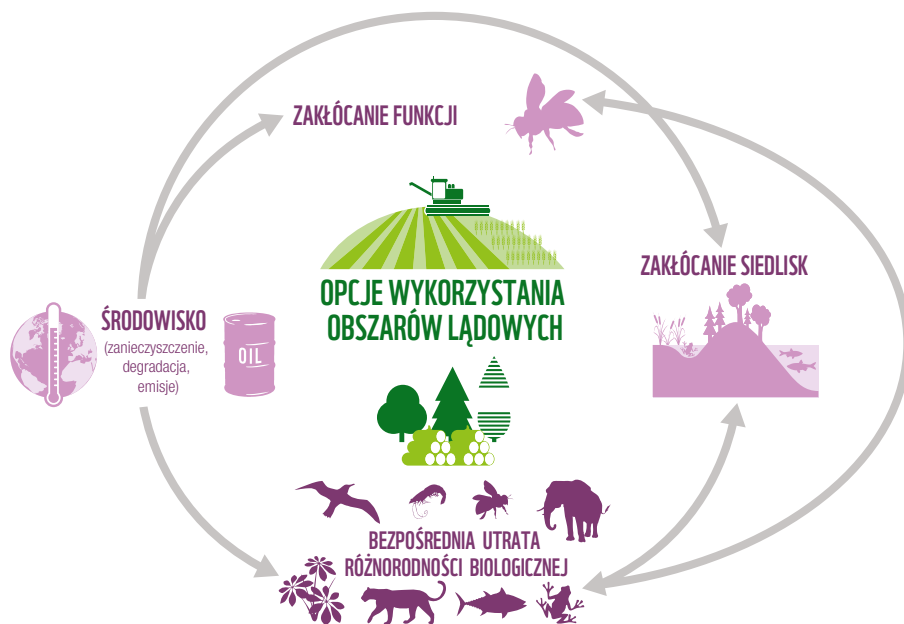 ZAKŁÓCANIE FUNKCJI
ZAKŁÓCANIE SIEDLISK
OPCJE WYKORZYSTANIA
OBSZARÓW LĄDOWYCH
ŚRODOWISKO
(zanieczyszczenie,
degradacja,
emisje)
OIL
BEZPOŚREDNIA UTRATA
RÓŻNORODNOŚCI BIOLOGICZNEJ